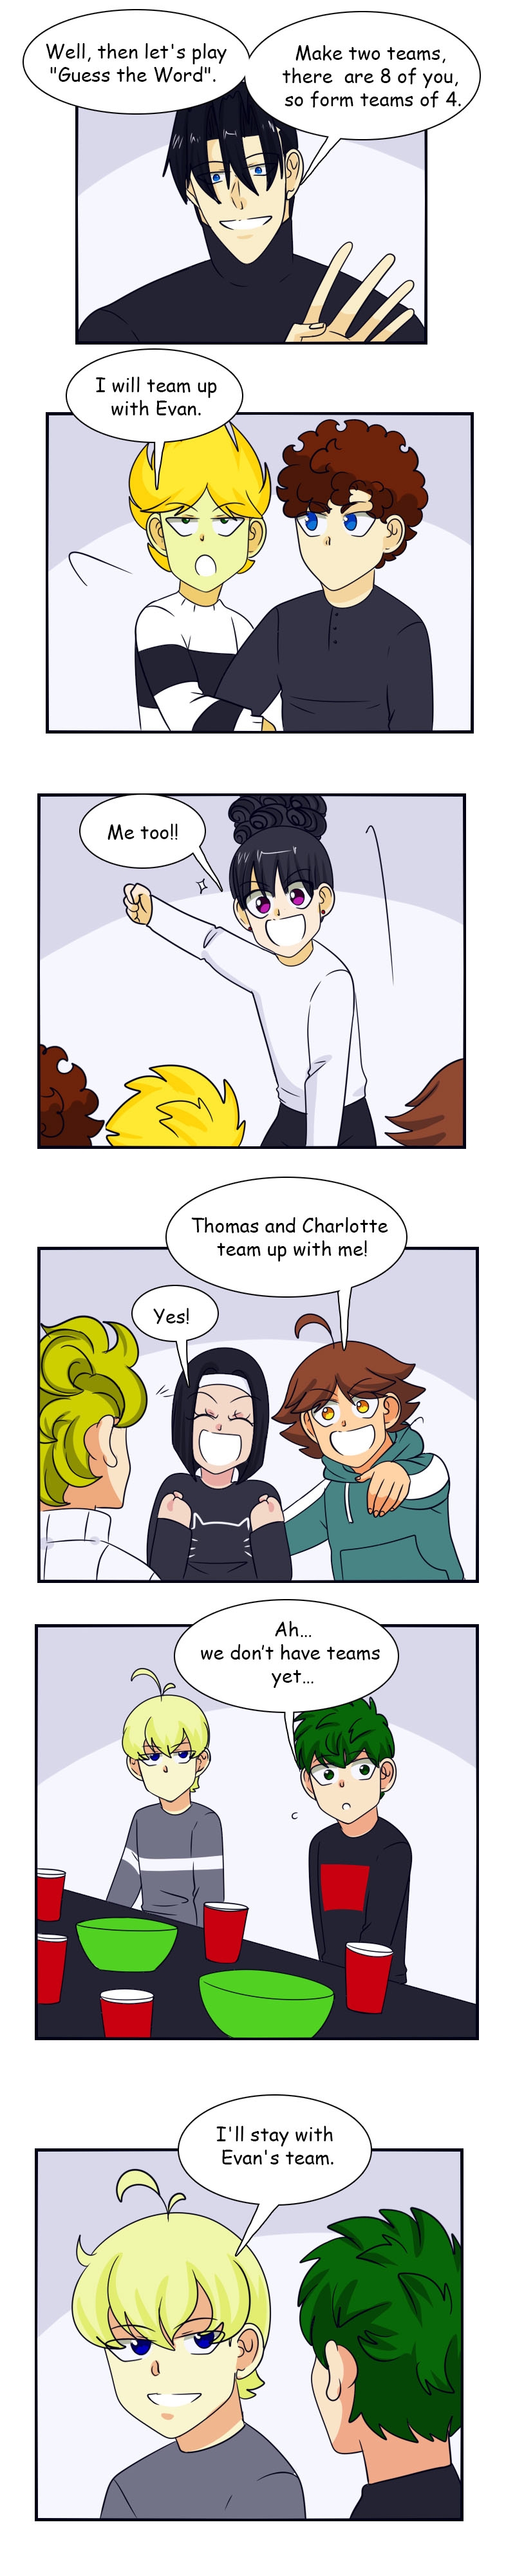 Well, then let's play
"Guess the Word".
Make two teams,
there are 8 of you,
so form teams of 4.
I will team up
with Evan.
Me too!!
Thomas and Charlotte
team up with me!
Yes!
Ah...
we don't have teams
yet...
I'll stay with
Evan's team.